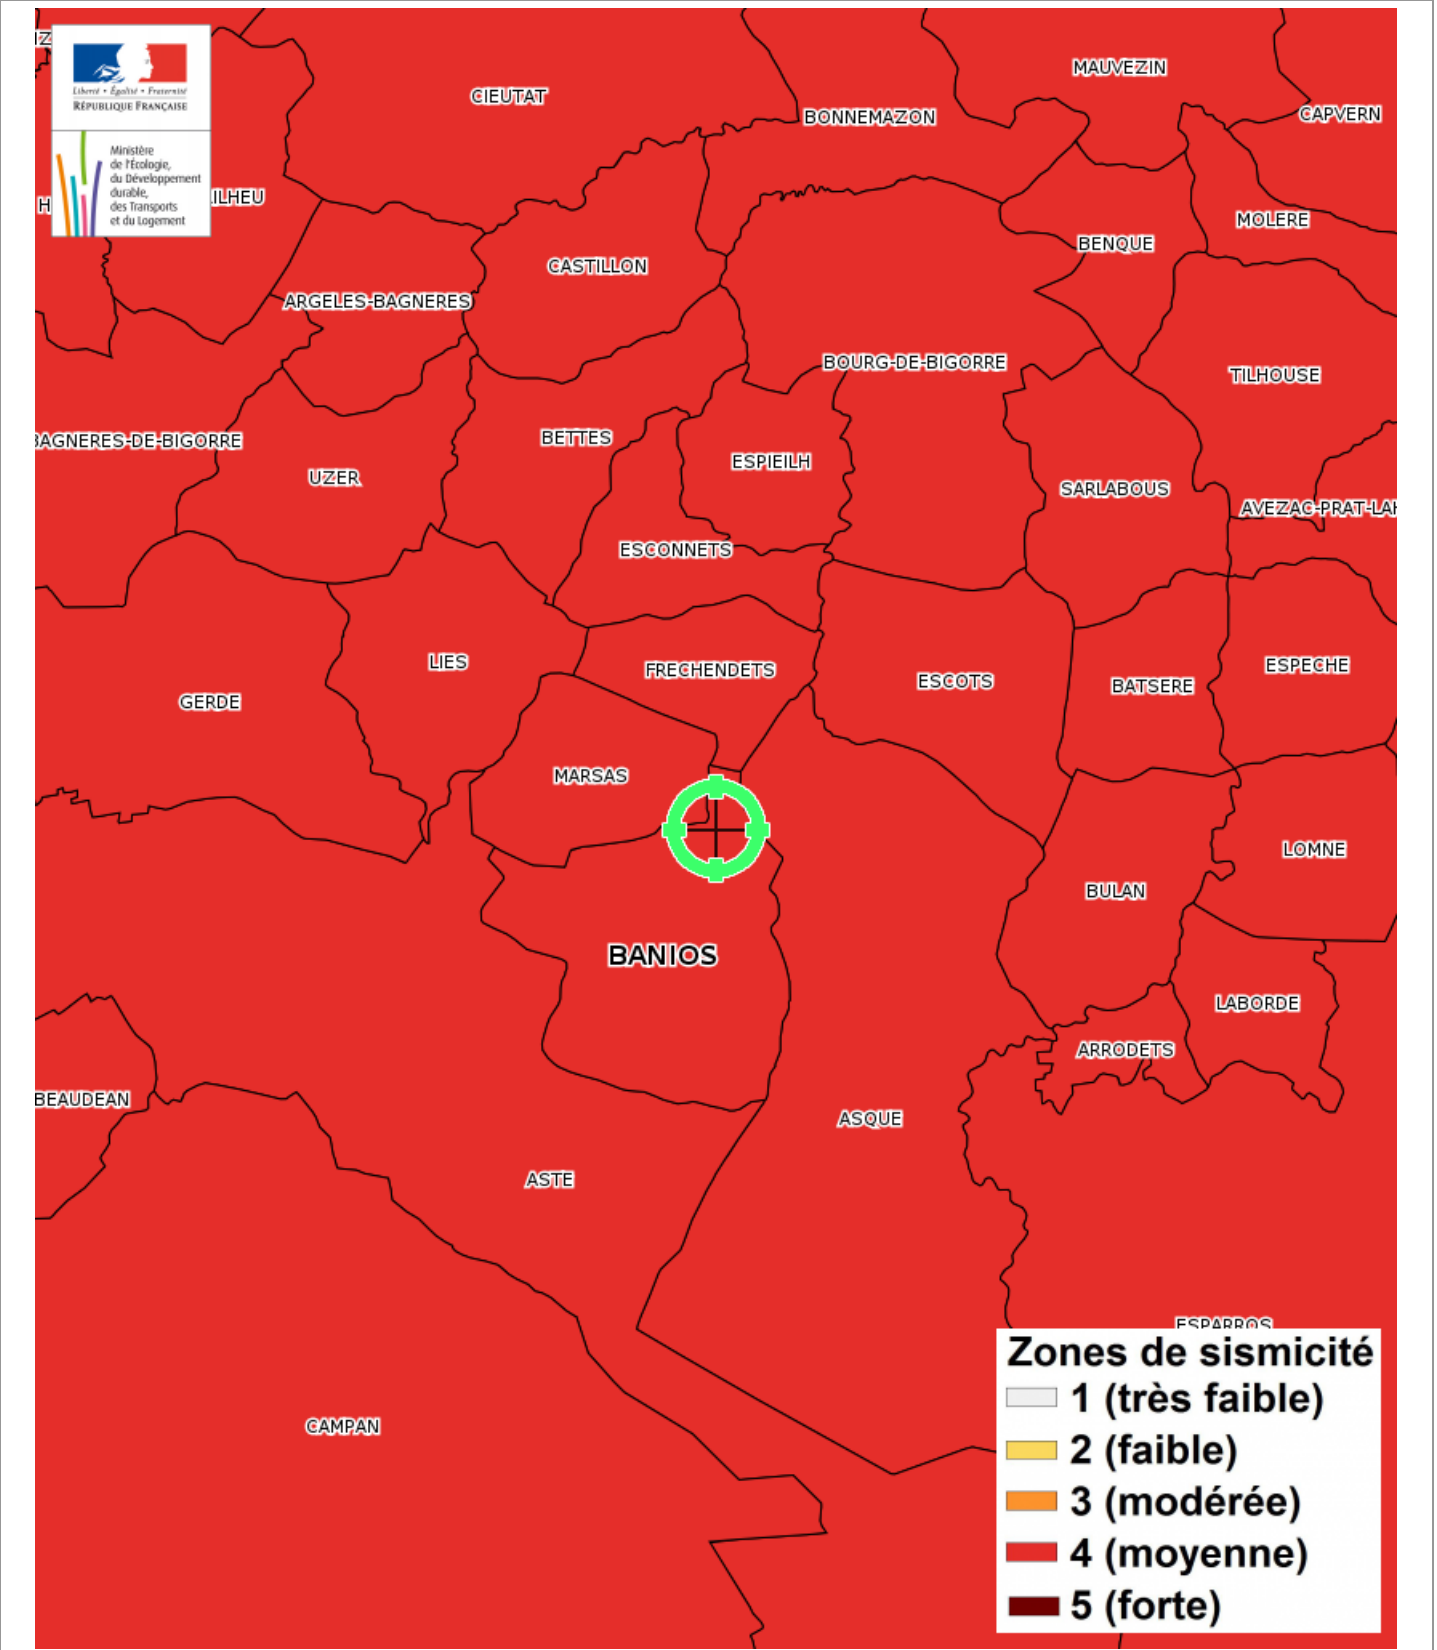 Liberté • Égalité • Fraternité
RÉPUBLIQUE FRANÇAISE
Ministère
de l'Écologie,
du Développement
durable,
des Transports
et du Logement
CIEUTAT
MAUVEZIN
BONNEMAZON
CAPVERN
ILHEU
H
MOLERE
BENQUE
CASTILLON
ARGELES-BAGNERES
BOURG-DE-BIGORRE
TILHOUSE
BAGNERES-DE-BIGORRE
BETTES
ESPIEILH
UZER
SARLABOUS
AVEZAC-PRAT-LAH
ESCONNETS
LIES
FRECHENDETS
ESPECHE
ESCOTS
BATSERE
GERDE
MARSAS
LOMNE
BULAN
BANIOS
LABORDE
ARRODETS
BEAUDEAN
ASQUE
ASTE
ESPARROS
CAMPAN
Zones de sismicité
1 (très faible)
2 (faible)
3 (modérée)
4 (moyenne)
5 (forte)